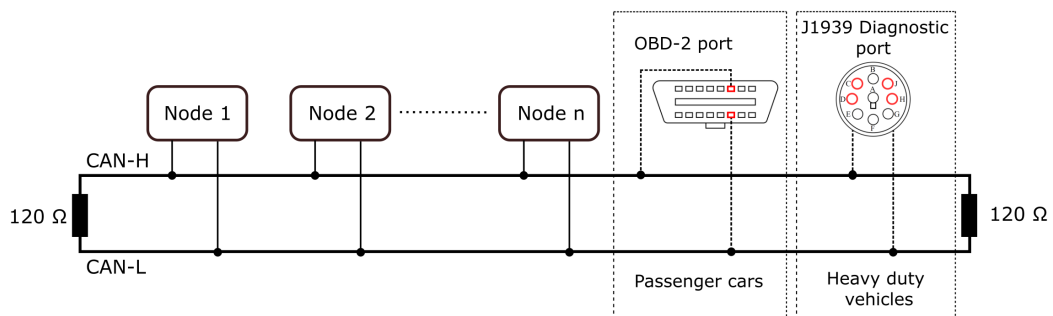 J1939 Diagnostic
port
OBD-2 port
B
C
J
A
D
H
E
G
F
Node 1
Node 2
Node n
CAN-H
120 Ω
120 Ω
CAN-L
Passenger cars
Heavy duty
vehicles